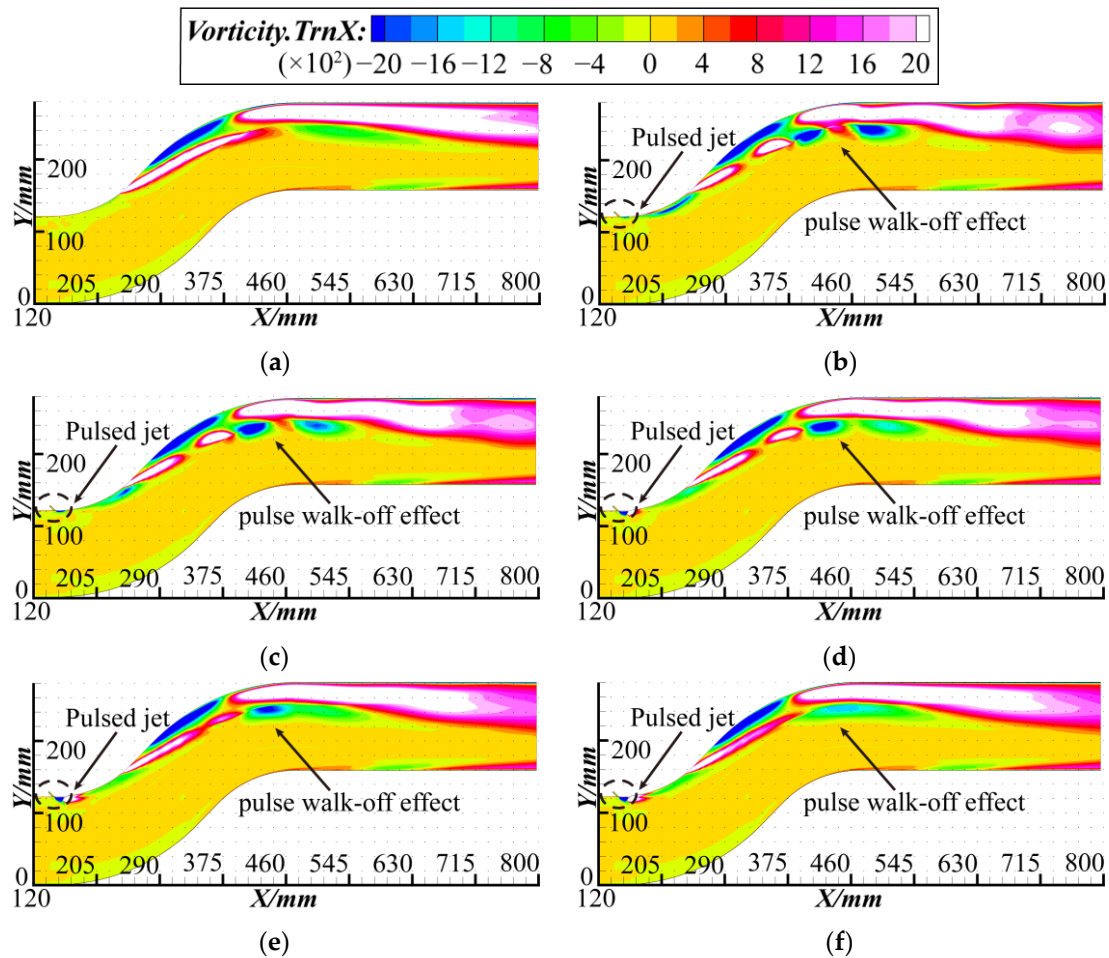 Vorticity.TrnX:
(×10²) −20 −16 −12 −8 −4 0 4 8 12 16 20
Y/mm
200
100
0
120 205 290 375 460 545 630 715 800
X/mm
(a)
Pulsed jet
pulse walk-off effect
Y/mm
200
100
0
120 205 290 375 460 545 630 715 800
X/mm
(b)
Pulsed jet
pulse walk-off effect
Y/mm
200
100
0
120 205 290 375 460 545 630 715 800
X/mm
(c)
Pulsed jet
pulse walk-off effect
Y/mm
200
100
0
120 205 290 375 460 545 630 715 800
X/mm
(d)
Pulsed jet
pulse walk-off effect
Y/mm
200
100
0
120 205 290 375 460 545 630 715 800
X/mm
(e)
Pulsed jet
pulse walk-off effect
Y/mm
200
100
0
120 205 290 375 460 545 630 715 800
X/mm
(f)